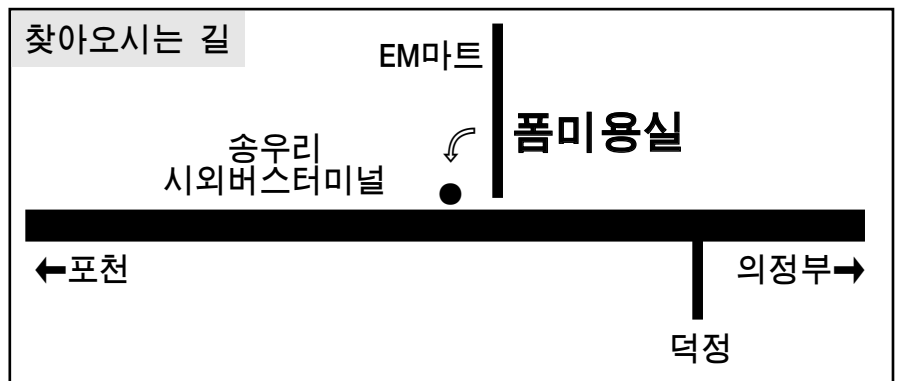 찾아오시는 길
EM마트
폼미용실
송우리
시외버스터미널
←포천
의정부→
덕정